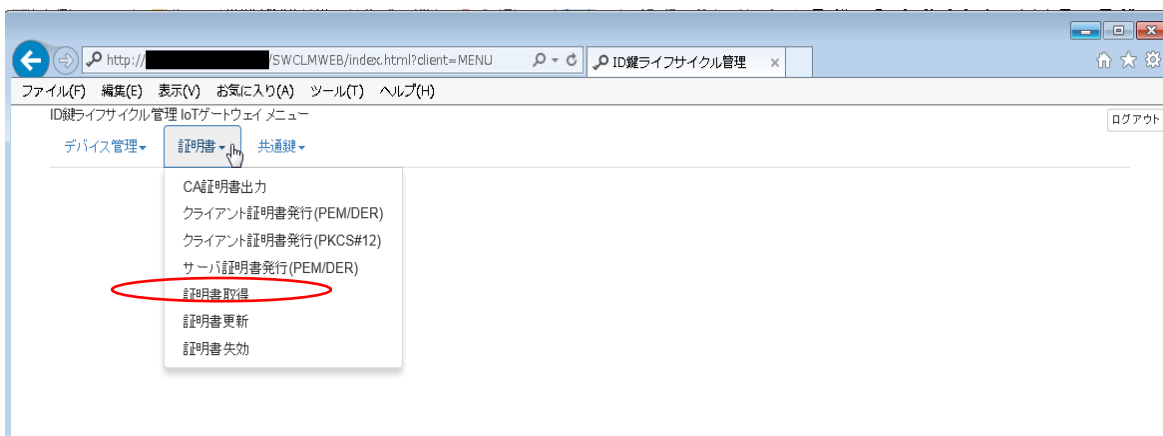 http:// /SWCLMWEB/index.html?client=MENU ID鍵ライフサイクル管理 ×
ファイル(F) 編集(E) 表示(V) お気に入り(A) ツール(T) ヘルプ(H)
ID鍵ライフサイクル管理 IoTゲートウェイ メニュー ログアウト
デバイス管理 証明書 共通鍵
CA証明書出力
クライアント証明書発行(PEM/DER)
クライアント証明書発行(PKCS#12)
サーバ証明書発行(PEM/DER)
証明書取得
証明書更新
証明書失効